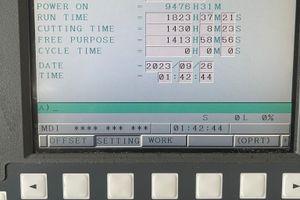 POWER ON 9476H31M
RUN TIME 1823H37M21S
CUTTING TIME 1430H 8M23S
FREE PURPOSE 1413H58M56S
CYCLE TIME 0H 0M 0S
DATE 2023/09/26
TIME 01:42:44
A)_
S 0L 0%
MDI **** *** *** 01:42:44
OFFSET SETTING WORK (OPRT)